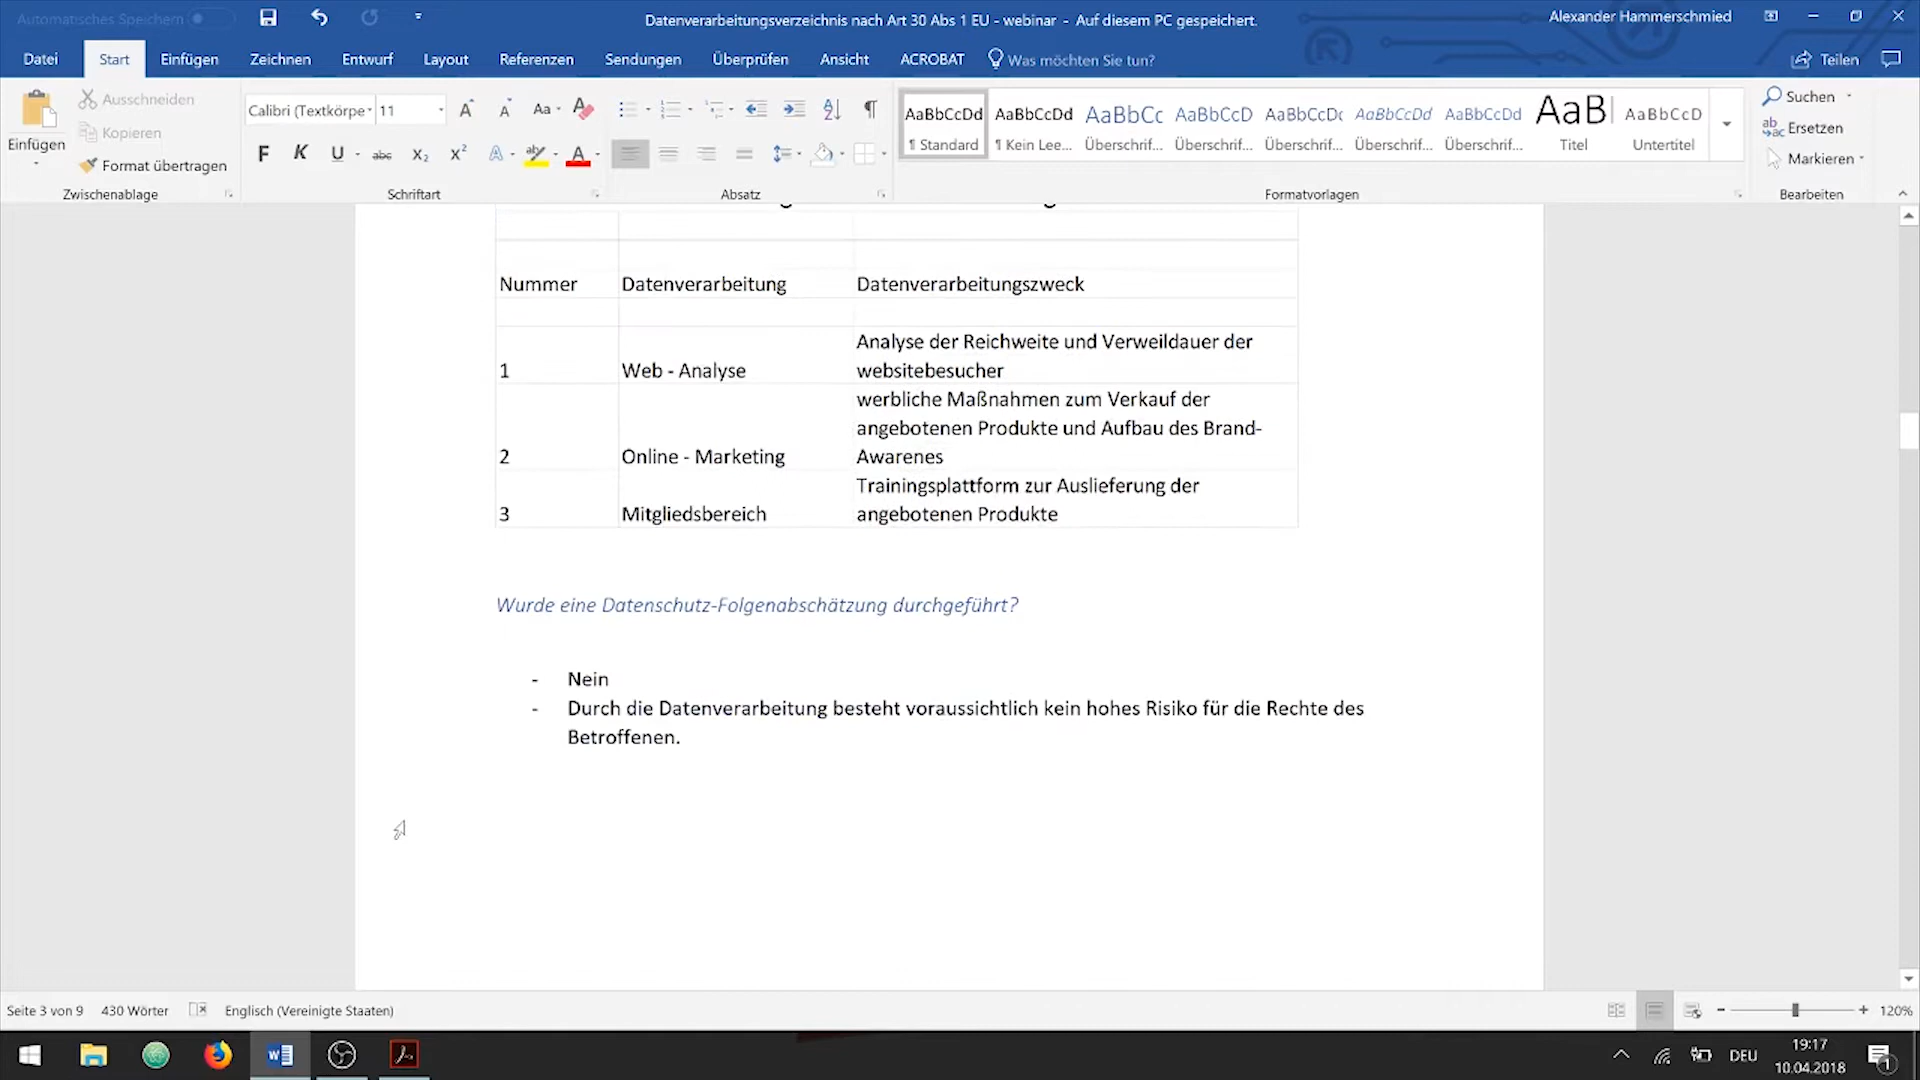 Automatisches Speichern
Datenverarbeitungsverzeichnis nach Art 30 Abs 1 EU - webinar - Auf diesem PC gespeichert.
Alexander Hammerschmied
Datei Start Einfügen Zeichnen Entwurf Layout Referenzen Sendungen Überprüfen Ansicht ACROBAT Was möchten Sie tun? Teilen
Einfügen
Ausschneiden
Kopieren
Format übertragen
Zwischenablage
Calibri (Textkörpe 11
F K U abc X₂ X² A A
Schriftart
Absatz
AaBbCcDd AaBbCcDd AaBbCc AaBbCcD AaBbCcDc AaBbCcDd AaBbCcDd AaB AaBbCcD
¶ Standard ¶ Kein Lee... Überschrif... Überschrif... Überschrif... Überschrif... Überschrif... Titel Untertitel
Formatvorlagen
Suchen
Ersetzen
Markieren
Bearbeiten
Nummer Datenverarbeitung Datenverarbeitungszweck
Analyse der Reichweite und Verweildauer der
1 Web - Analyse websitebesucher
werbliche Maßnahmen zum Verkauf der
angebotenen Produkte und Aufbau des Brand-
2 Online - Marketing Awarenes
Trainingsplattform zur Auslieferung der
3 Mitgliedsbereich angebotenen Produkte
Wurde eine Datenschutz-Folgenabschätzung durchgeführt?
- Nein
- Durch die Datenverarbeitung besteht voraussichtlich kein hohes Risiko für die Rechte des
Betroffenen.
Seite 3 von 9 430 Wörter Englisch (Vereinigte Staaten) 120%
DEU
19:17
10.04.2018
1